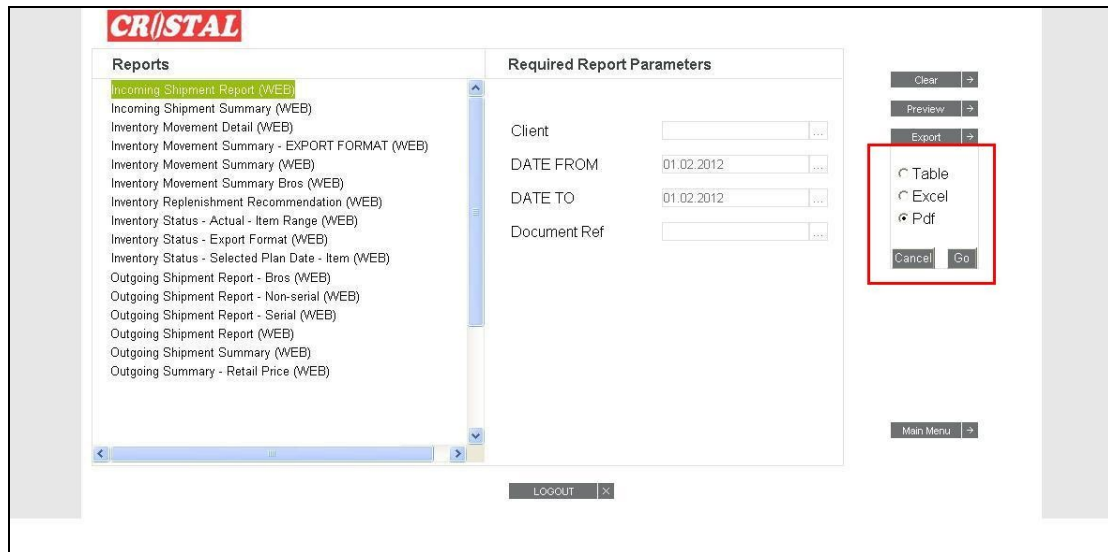 CRISTAL
Reports
Incoming Shipment Report (WEB)
Incoming Shipment Summary (WEB)
Inventory Movement Detail (WEB)
Inventory Movement Summary - EXPORT FORMAT (WEB)
Inventory Movement Summary (WEB)
Inventory Movement Summary Bros (WEB)
Inventory Replenishment Recommendation (WEB)
Inventory Status - Actual - Item Range (WEB)
Inventory Status - Export Format (WEB)
Inventory Status - Selected Plan Date - Item (WEB)
Outgoing Shipment Report - Bros (WEB)
Outgoing Shipment Report - Non-serial (WEB)
Outgoing Shipment Report - Serial (WEB)
Outgoing Shipment Report (WEB)
Outgoing Shipment Summary (WEB)
Outgoing Summary - Retail Price (WEB)
Required Report Parameters
Client ...
DATE FROM 01.02.2012 ...
DATE TO 01.02.2012 ...
Document Ref ...
Clear
Preview
Export
Table
Excel
Pdf
Cancel Go
Main Menu
LOGOUT